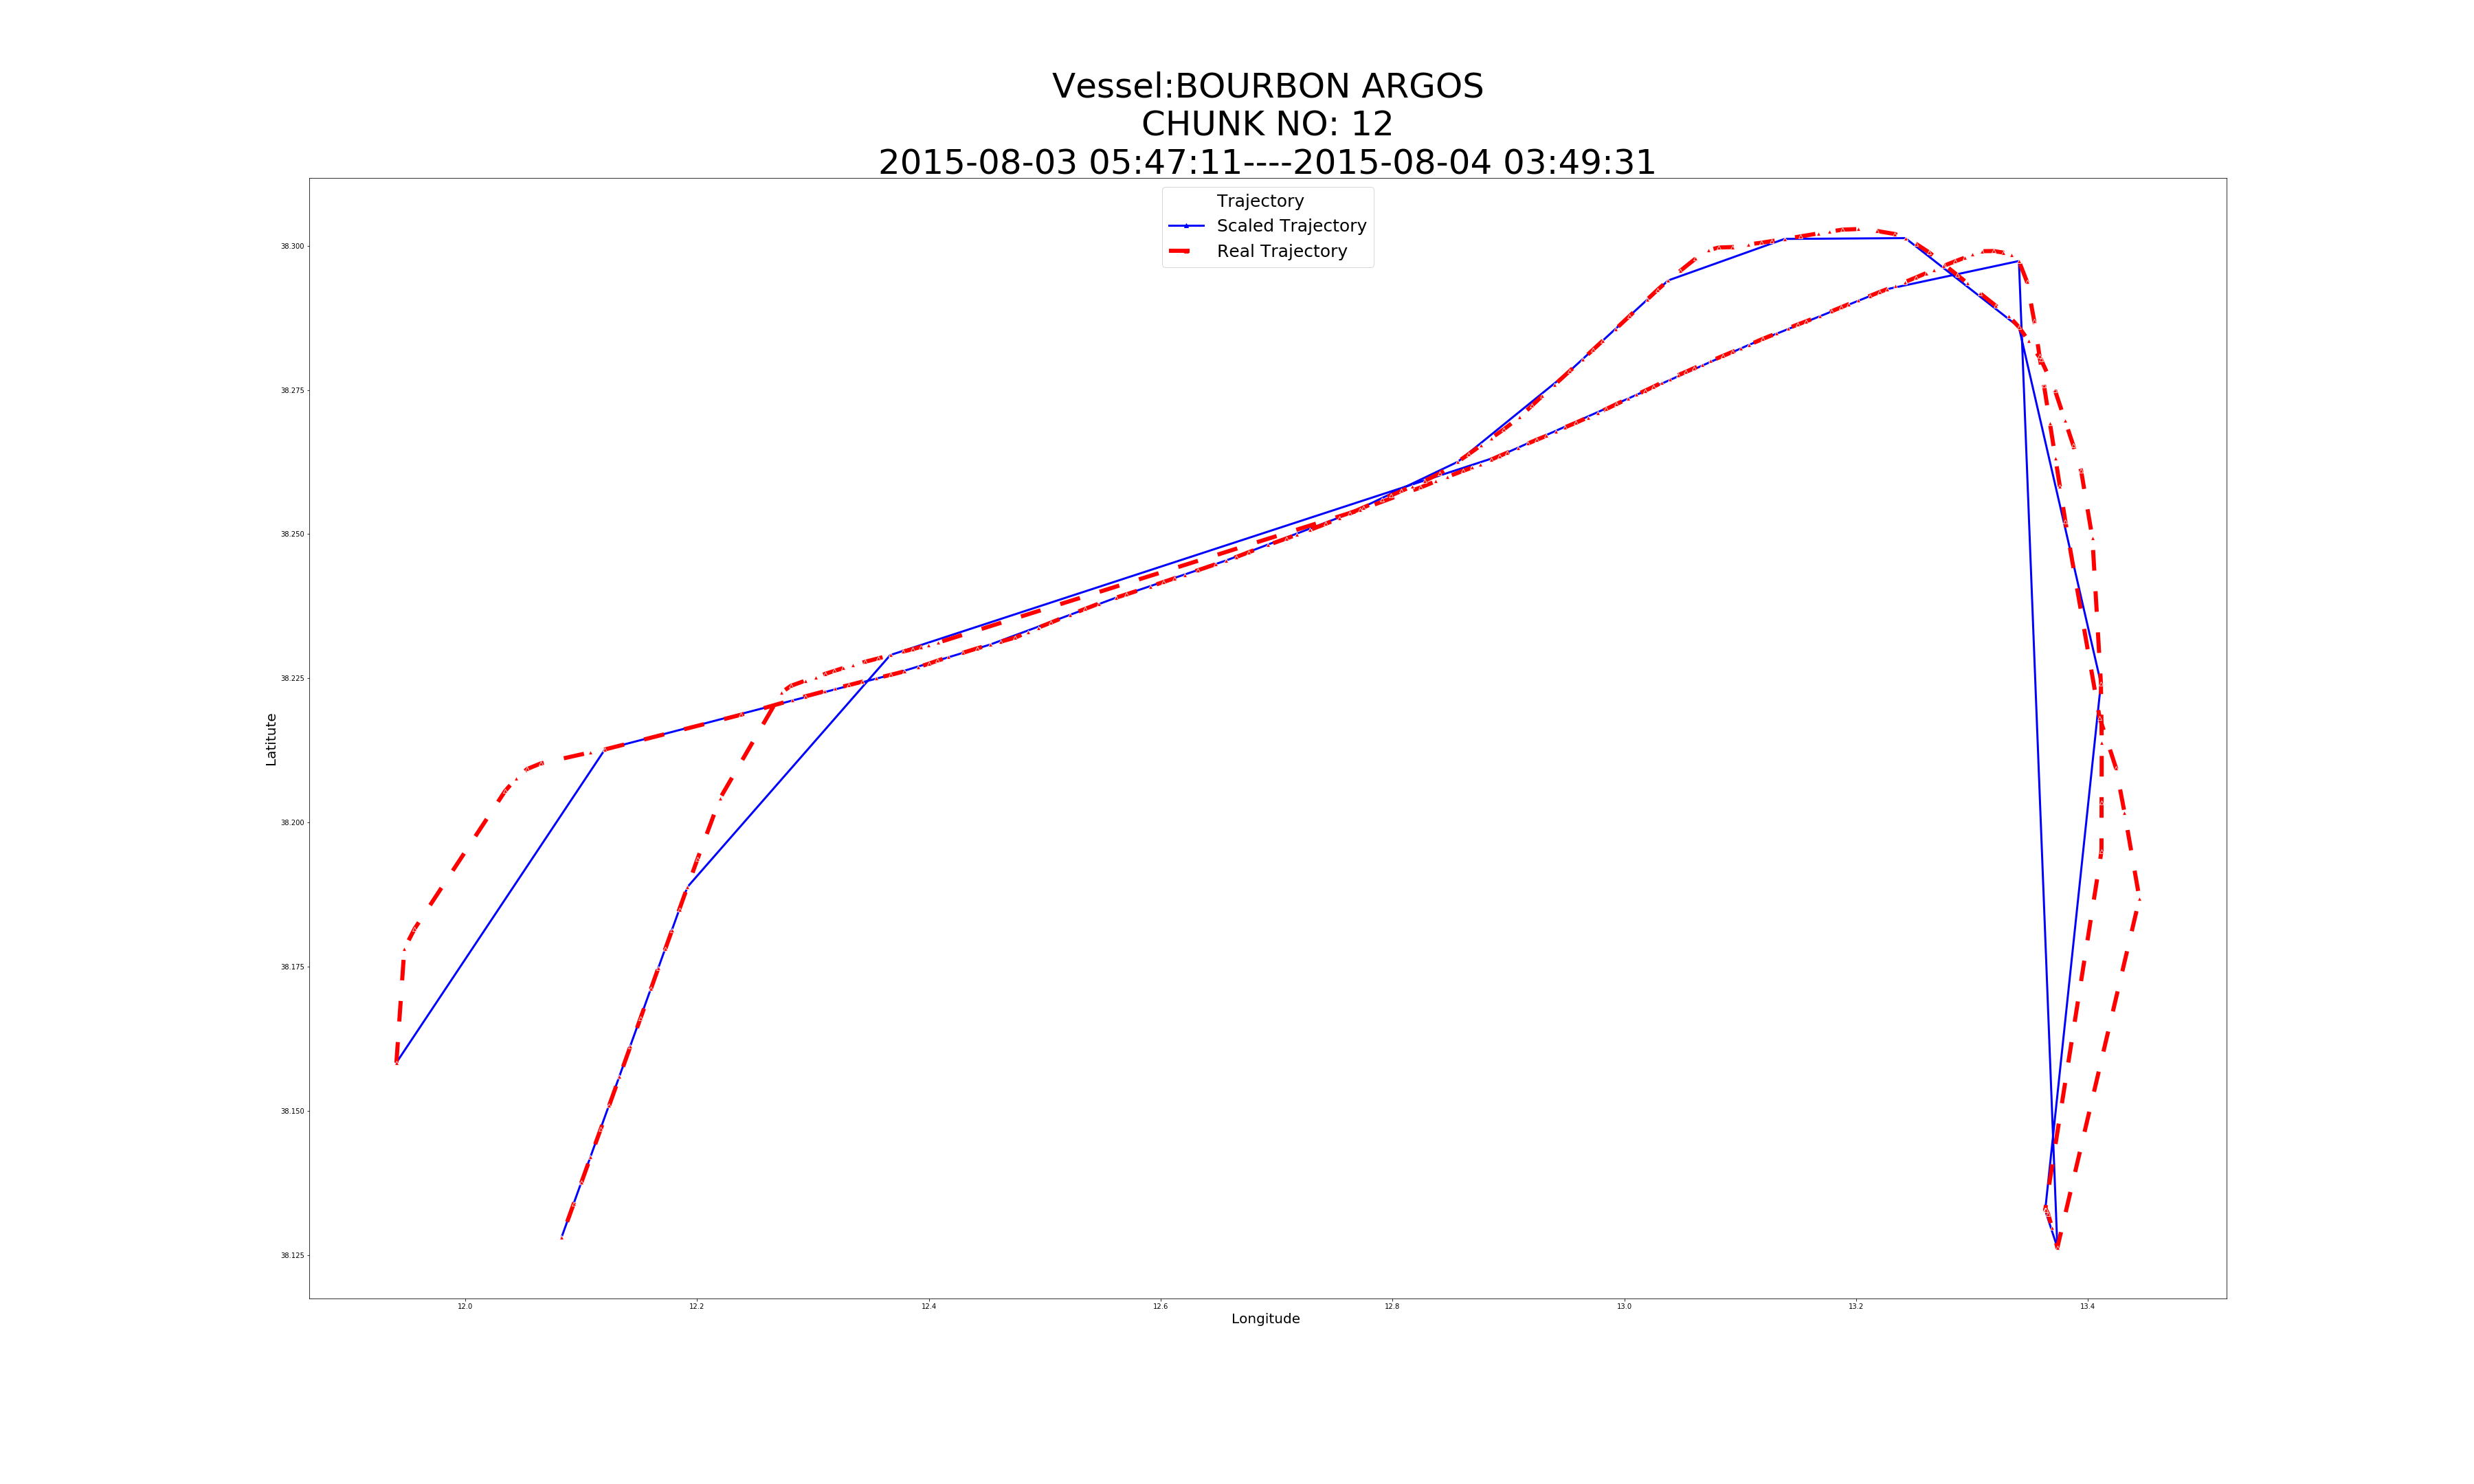 Vessel:BOURBON ARGOS
CHUNK NO: 12
2015-08-03 05:47:11----2015-08-04 03:49:31
Trajectory
Scaled Trajectory
Real Trajectory
38.300
38.275
38.250
38.225
38.200
38.175
38.150
38.125
Latitute
12.0 12.2 12.4 12.6 12.8 13.0 13.2 13.4
Longitude